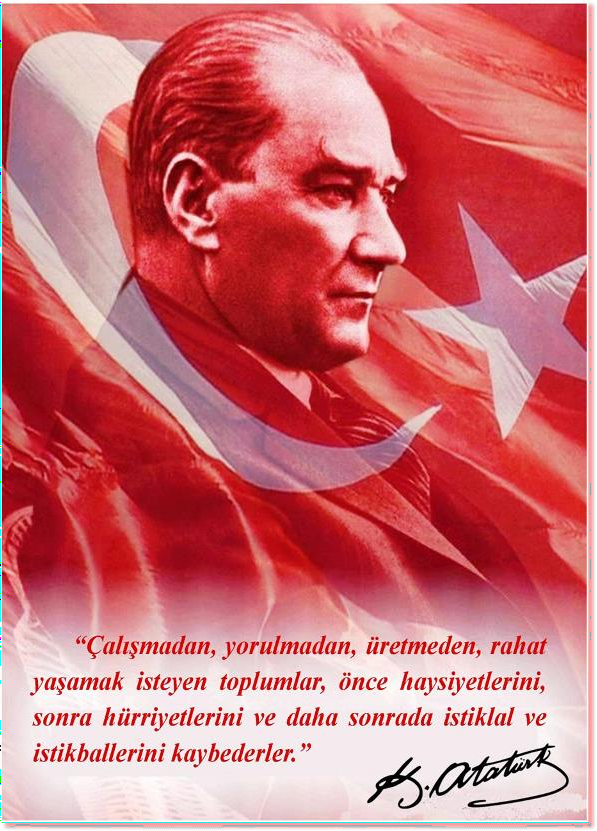 “Çalışmadan, yorulmadan, üretmeden, rahat
yaşamak isteyen toplumlar, önce haysiyetlerini,
sonra hürriyetlerini ve daha sonrada istiklal ve
istikballerini kaybederler.”
K. Atatürk